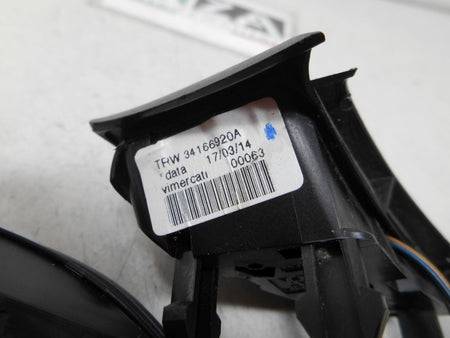 TRW 34166920A
data 17/03/14
vimercati 00063